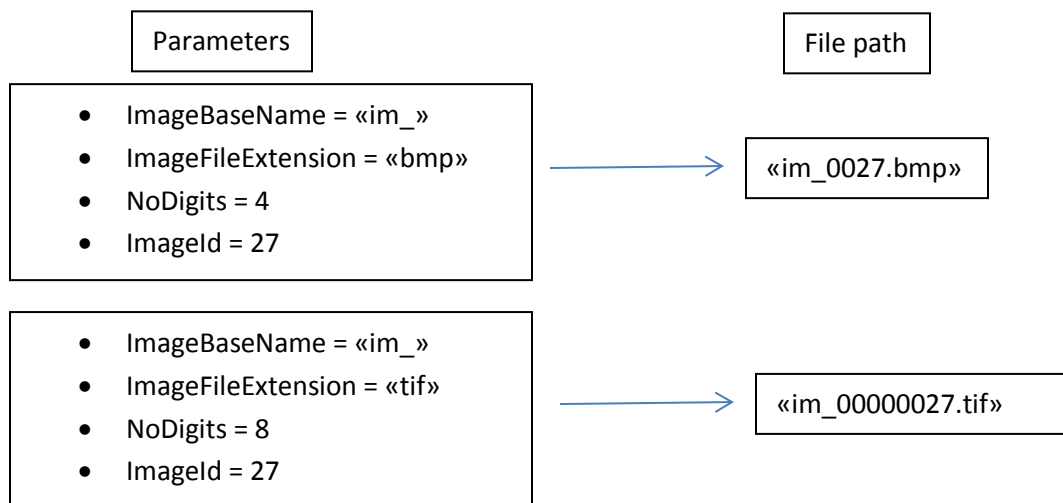 Parameters
File path
• ImageBaseName = «im_»
• ImageFileExtension = «bmp»
• NoDigits = 4
• ImageId = 27
«im_0027.bmp»
• ImageBaseName = «im_»
• ImageFileExtension = «tif»
• NoDigits = 8
• ImageId = 27
«im_00000027.tif»